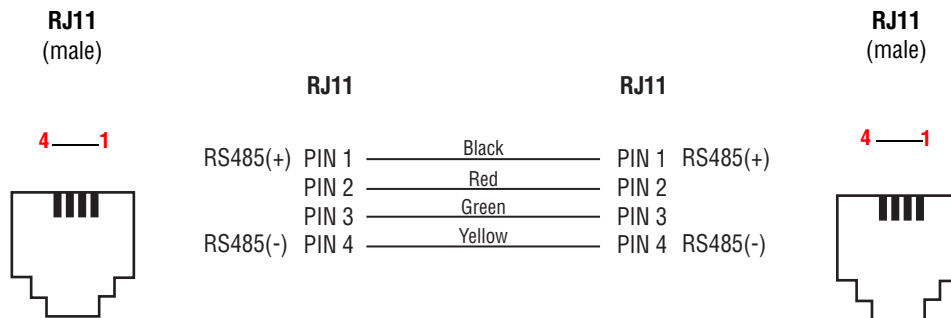 RJ11
(male)
RJ11
(male)
RJ11
RJ11
4
1
4
1
RS485(+) PIN 1 Black PIN 1 RS485(+)
PIN 2 Red PIN 2
PIN 3 Green PIN 3
RS485(-) PIN 4 Yellow PIN 4 RS485(-)